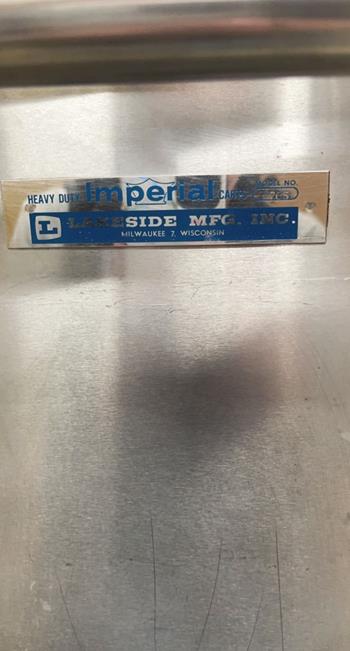 HEAVY DUTY Imperial CARTS MODEL NO.
L LAKESIDE MFG. INC.
MILWAUKEE 7, WISCONSIN